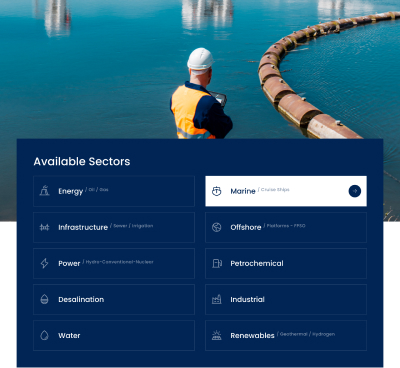 Available Sectors
Energy / Oil / Gas
Marine / Cruise Ships
Infrastructure / Sewer / Irrigation
Offshore / Platforms - FPSO
Power / Hydro-Conventional-Nuclear
Petrochemical
Desalination
Industrial
Water
Renewables / Geothermal / Hydrogen